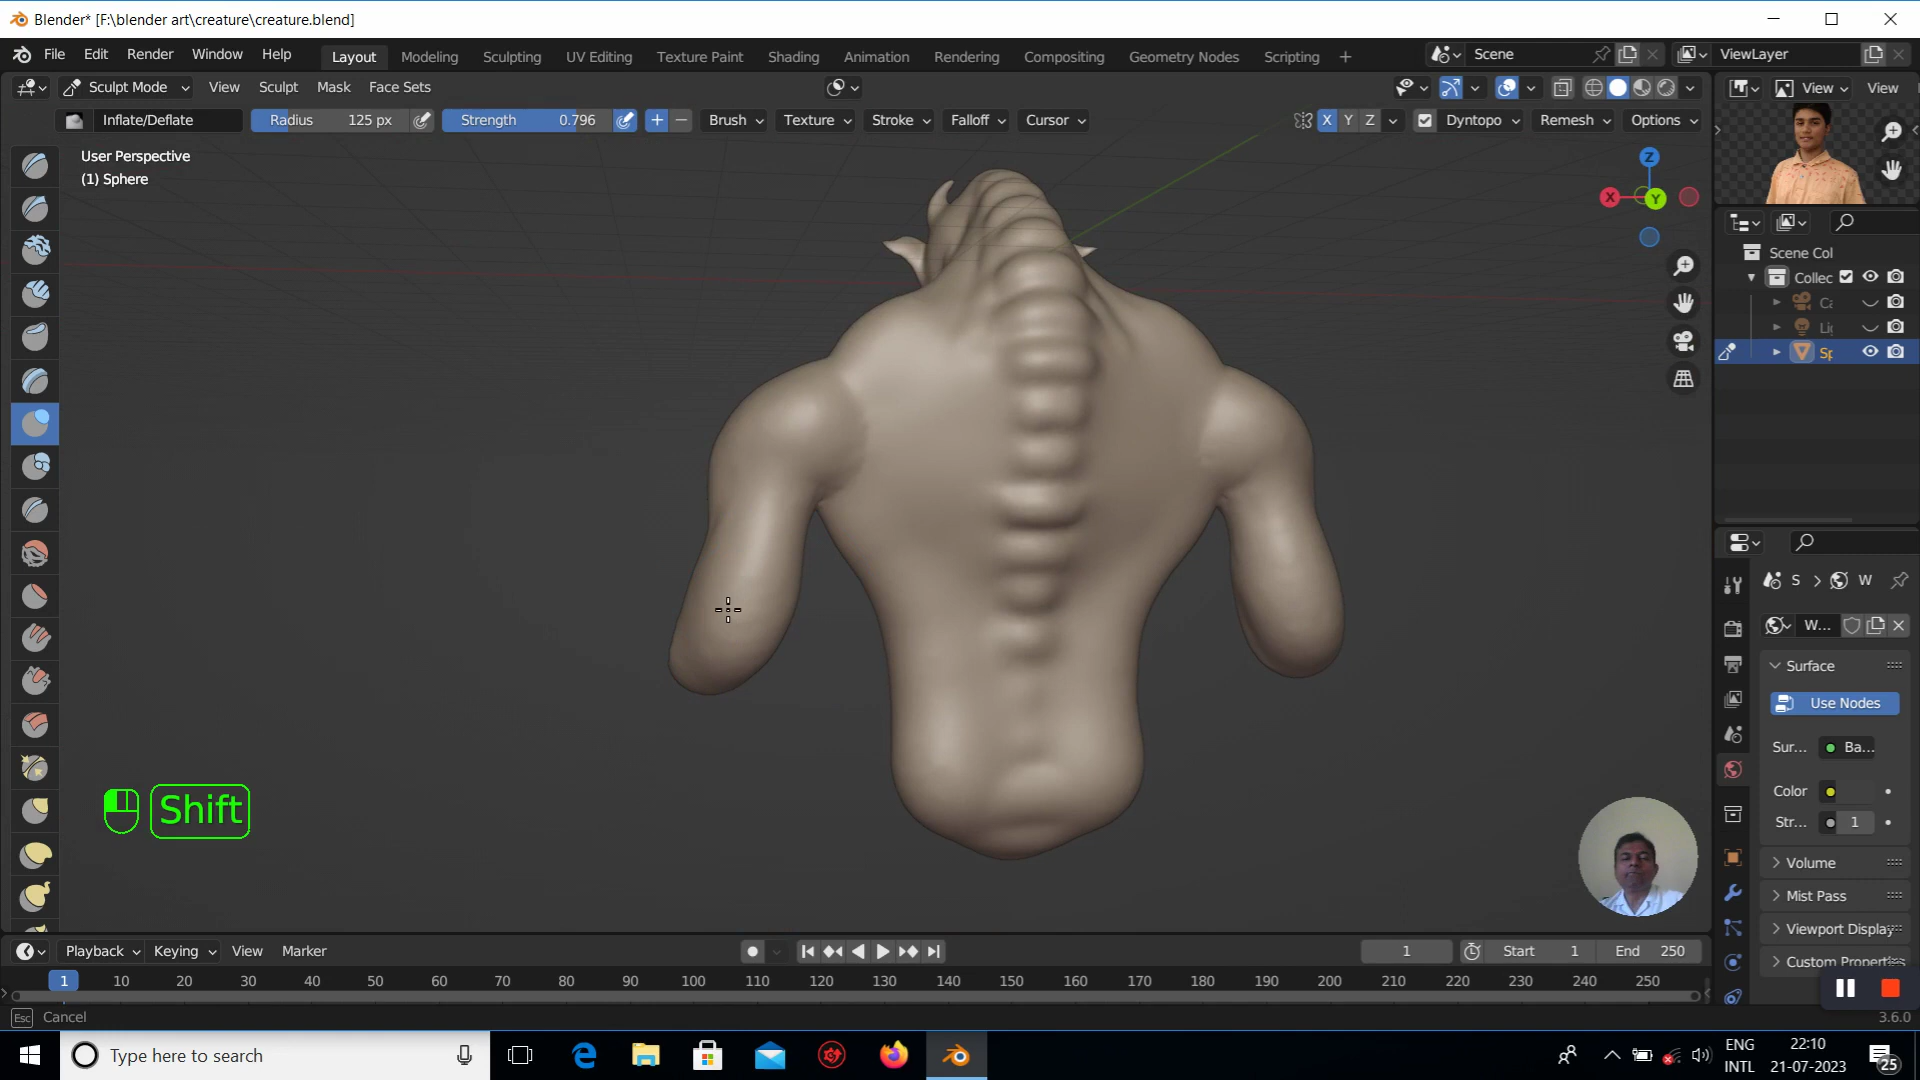 Blender* [F:\blender art\creature\creature.blend]
File Edit Render Window Help Layout Modeling Sculpting UV Editing Texture Paint Shading Animation Rendering Compositing Geometry Nodes Scripting + Scene ViewLayer
Sculpt Mode View Sculpt Mask Face Sets View View
Inflate/Deflate Radius 125 px Strength 0.796 Brush Texture Stroke Falloff Cursor X Y Z Dyntopo Remesh Options
User Perspective
(1) Sphere
Z
X Y
Scene Col
Collec
Ca
Li
Sp
S W
W...
Surface
Use Nodes
Sur... Ba...
Color
Str... 1
Volume
Mist Pass
Viewport Display
Custom Properties
Shift
Playback Keying View Marker 1 Start 1 End 250
1 10 20 30 40 50 60 70 80 90 100 110 120 130 140 150 160 170 180 190 200 210 220 230 240 250
Esc Cancel 3.6.0
Type here to search
ENG 22:10
INTL 21-07-2023 25